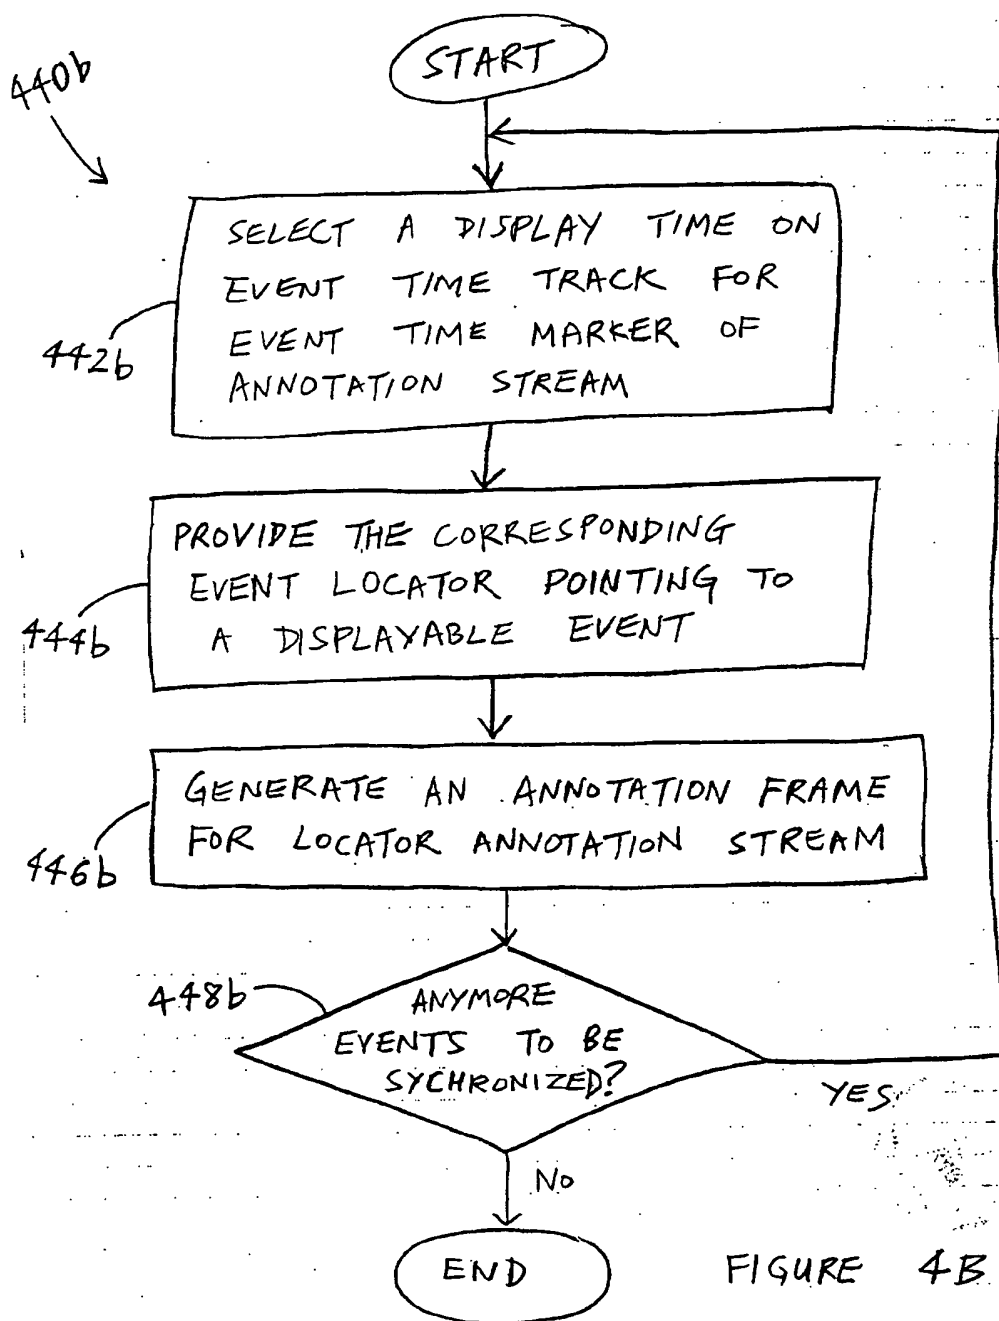 440b
START
SELECT A DISPLAY TIME ON
EVENT TIME TRACK FOR
EVENT TIME MARKER OF
ANNOTATION STREAM
442b
PROVIDE THE CORRESPONDING
EVENT LOCATOR POINTING TO
A DISPLAYABLE EVENT
444b
GENERATE AN ANNOTATION FRAME
FOR LOCATOR ANNOTATION STREAM
446b
448b
ANYMORE
EVENTS TO BE
SYCHRONIZED?
YES
No
END
FIGURE 4B